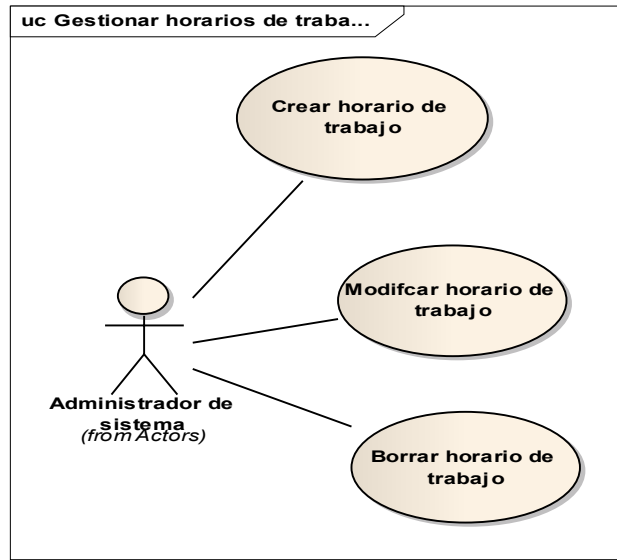 uc Gestionar horarios de traba...
Crear horario de
trabajo
Modifcar horario de
trabajo
Administrador de
sistema
(from Actors)
Borrar horario de
trabajo